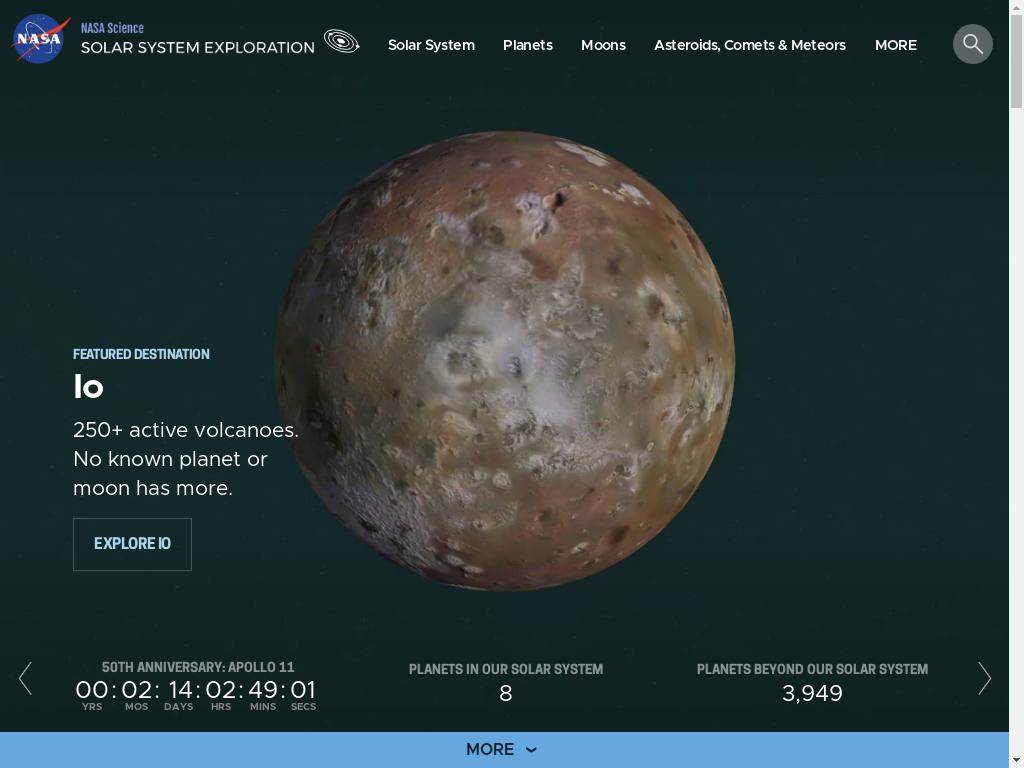 NASA
NASA Science
SOLAR SYSTEM EXPLORATION
Solar System
Planets
Moons
Asteroids, Comets & Meteors
MORE
FEATURED DESTINATION
Io
250+ active volcanoes.
No known planet or
moon has more.
EXPLORE IO
50TH ANNIVERSARY: APOLLO 11
00 : 02 : 14 : 02 : 49 : 01
YRS MOS DAYS HRS MINS SECS
PLANETS IN OUR SOLAR SYSTEM
8
PLANETS BEYOND OUR SOLAR SYSTEM
3,949
MORE